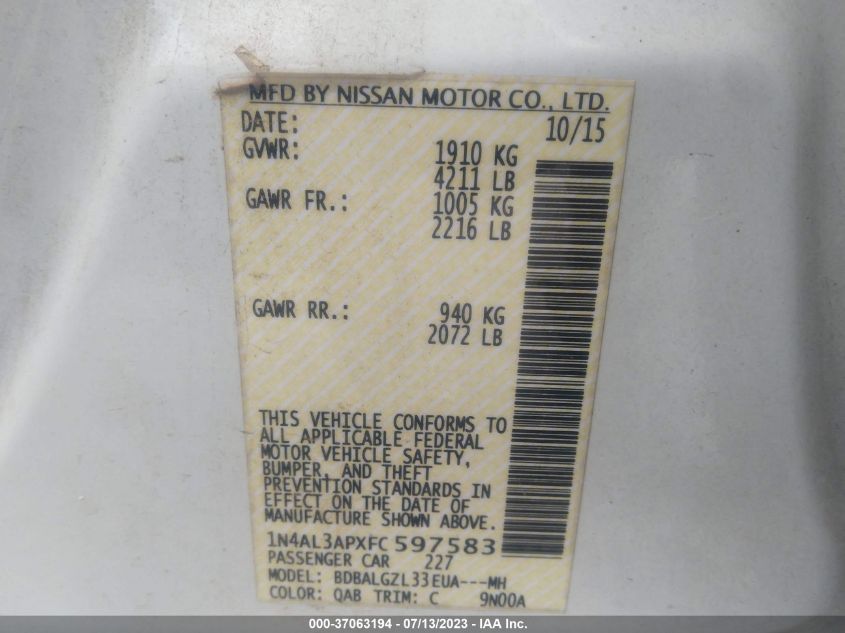 MFD BY NISSAN MOTOR CO., LTD.
DATE: 10/15
GVWR: 1910 KG
4211 LB
GAWR FR.: 1005 KG
2216 LB
GAWR RR.: 940 KG
2072 LB
THIS VEHICLE CONFORMS TO
ALL APPLICABLE FEDERAL
MOTOR VEHICLE SAFETY,
BUMPER, AND THEFT
PREVENTION STANDARDS IN
EFFECT ON THE DATE OF
MANUFACTURE SHOWN ABOVE.
1N4AL3APXFC597583
PASSENGER CAR 227
MODEL: BDBALGZL33EUA---MH
COLOR: QAB TRIM: C 9N00A
000-37063194 - 07/13/2023 - IAA Inc.